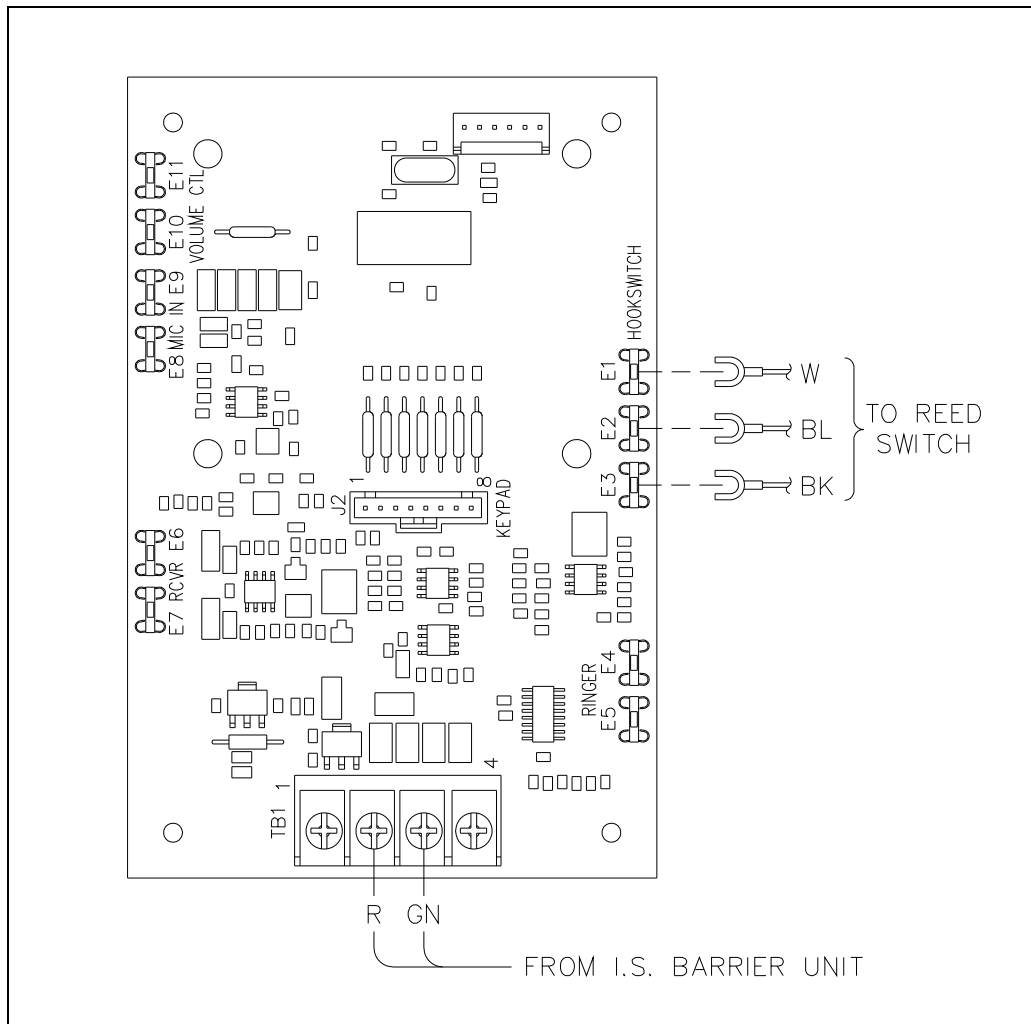 E11
VOLUME CTL
E10
E9
MIC IN
E8
HOOKSWITCH
E1
W
E2
BL
TO REED
SWITCH
E3
BK
J2
1
8
KEYPAD
E6
RCVR
E7
E4
RINGER
E5
TB1
1
4
R GN
FROM I.S. BARRIER UNIT